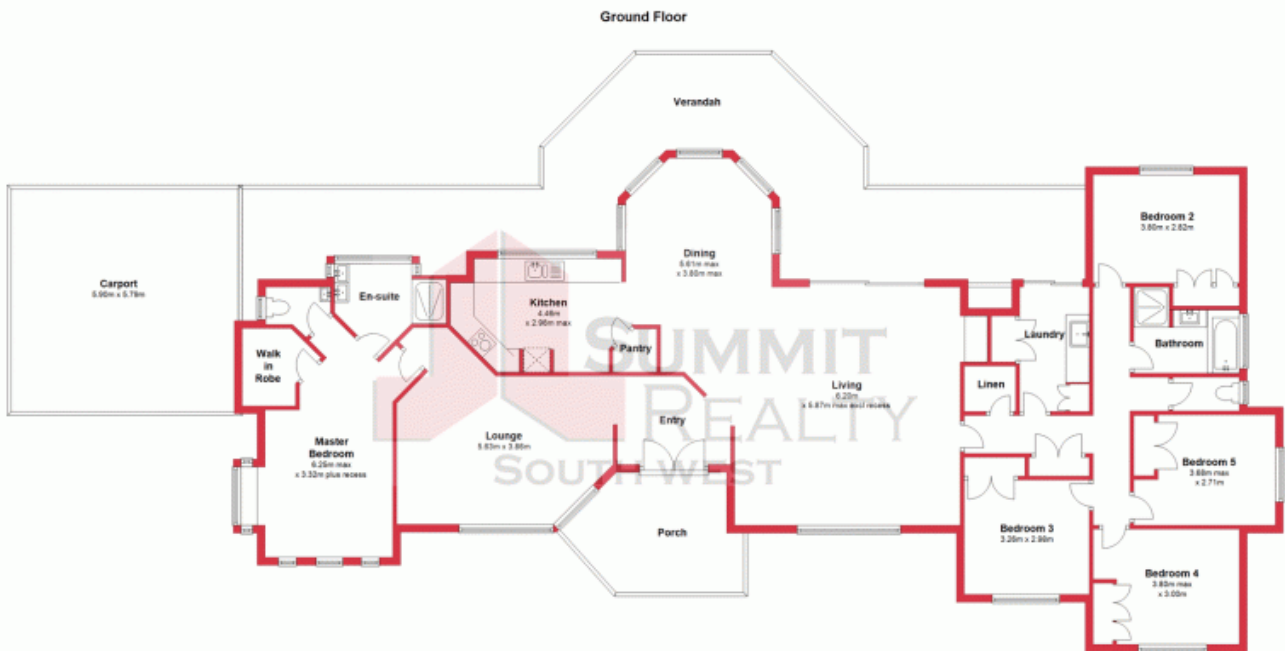 Ground Floor
Verandah
Bedroom 2
3.80m x 2.82m
Dining
5.61m max
x 3.86m max
Carport
5.90m x 5.79m
En-suite
Kitchen
4.46m
x 2.96m max
Pantry
SUMMIT
REALTY
SOUTH WEST
Laundry
Bathroom
Walk
in
Robe
Linen
Living
6.20m
x 5.87m max excl recess
Entry
Lounge
5.63m x 3.86m
Master
Bedroom
6.25m max
x 3.32m plus recess
Bedroom 5
3.68m max
x 2.71m
Porch
Bedroom 3
3.26m x 2.98m
Bedroom 4
3.80m max
x 3.00m